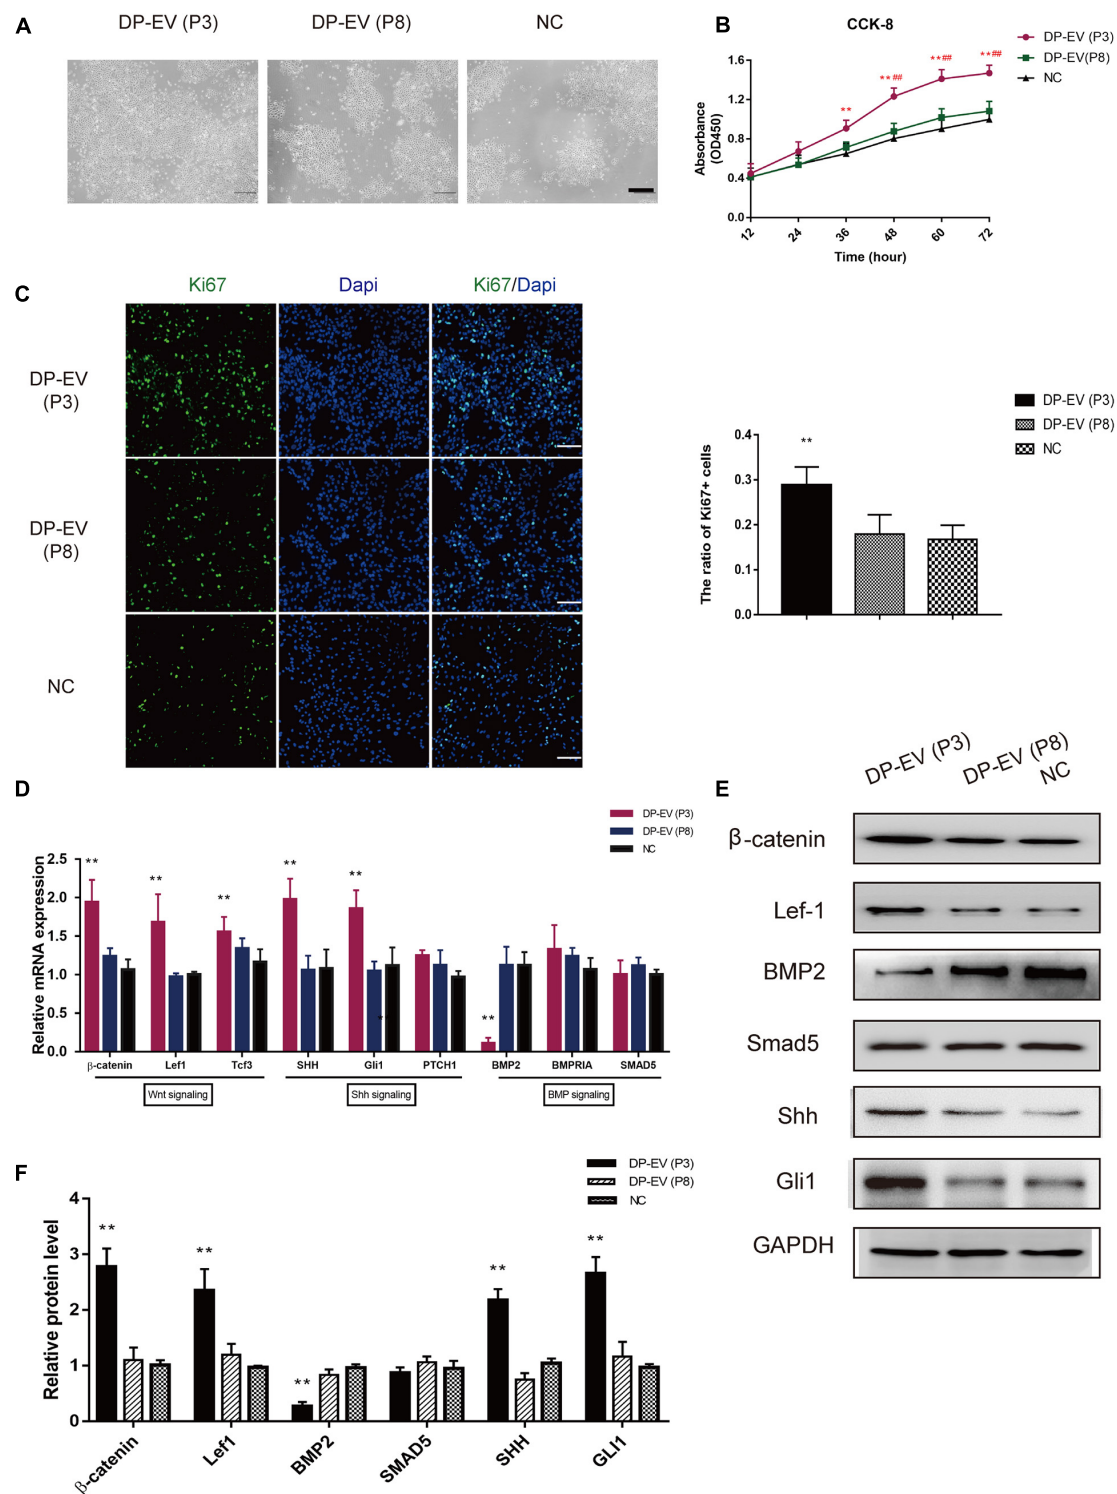 A
DP-EV (P3)
DP-EV (P8)
NC
B
CCK-8
DP-EV (P3)
DP-EV(P8)
NC
Absorbance
(OD450)
1.6
1.2
0.8
0.4
0.0
**
**##
**##
**##
12
24
36
48
60
72
Time (hour)
C
Ki67
Dapi
Ki67/Dapi
DP-EV
(P3)
DP-EV
(P8)
NC
DP-EV (P3)
DP-EV (P8)
NC
The ratio of Ki67+ cells
0.4
0.3
0.2
0.1
0.0
**
D
DP-EV (P3)
DP-EV (P8)
NC
Relative mRNA expression
2.5
2.0
1.5
1.0
0.5
0.0
**
**
**
**
**
*
**
β-catenin
Lef1
Tcf3
SHH
Gli1
PTCH1
BMP2
BMPRIA
SMAD5
Wnt signaling
Shh signaling
BMP signaling
E
DP-EV (P3)
DP-EV (P8)
NC
β-catenin
Lef-1
BMP2
Smad5
Shh
Gli1
GAPDH
F
DP-EV (P3)
DP-EV (P8)
NC
Relative protein level
4
3
2
1
0
**
**
**
**
**
β-catenin
Lef1
BMP2
SMAD5
SHH
GLI1